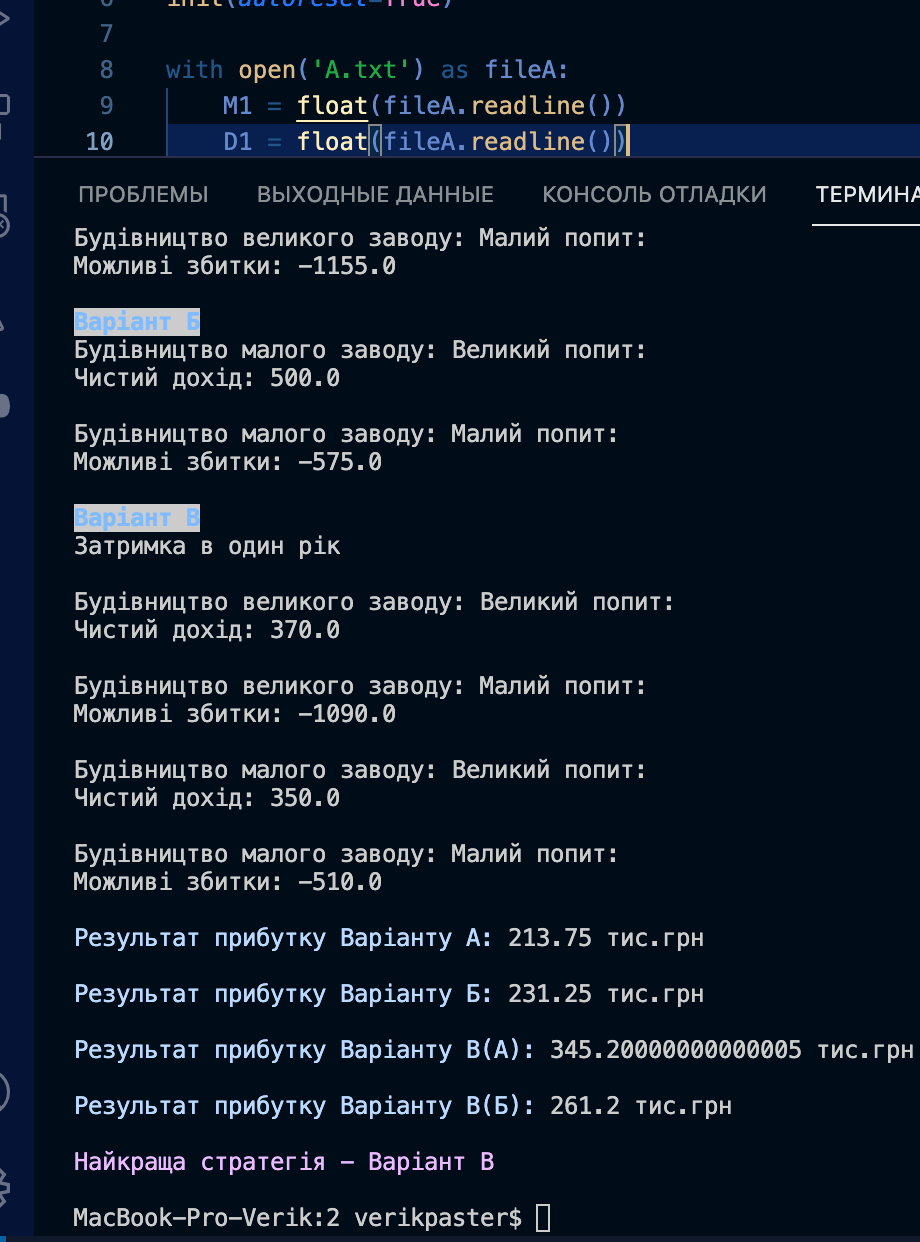 init(autoreset=True)
7
8 with open('A.txt') as fileA:
9 M1 = float(fileA.readline())
10 D1 = float(fileA.readline())
ПРОБЛЕМЫ ВЫХОДНЫЕ ДАННЫЕ КОНСОЛЬ ОТЛАДКИ ТЕРМИНА
Будівництво великого заводу: Малий попит:
Можливі збитки: -1155.0
Варіант Б
Будівництво малого заводу: Великий попит:
Чистий дохід: 500.0
Будівництво малого заводу: Малий попит:
Можливі збитки: -575.0
Варіант В
Затримка в один рік
Будівництво великого заводу: Великий попит:
Чистий дохід: 370.0
Будівництво великого заводу: Малий попит:
Можливі збитки: -1090.0
Будівництво малого заводу: Великий попит:
Чистий дохід: 350.0
Будівництво малого заводу: Малий попит:
Можливі збитки: -510.0
Результат прибутку Варіанту А: 213.75 тис.грн
Результат прибутку Варіанту Б: 231.25 тис.грн
Результат прибутку Варіанту В(А): 345.20000000000005 тис.грн
Результат прибутку Варіанту В(Б): 261.2 тис.грн
Найкраща стратегія – Варіант В
MacBook-Pro-Verik:2 verikpaster$